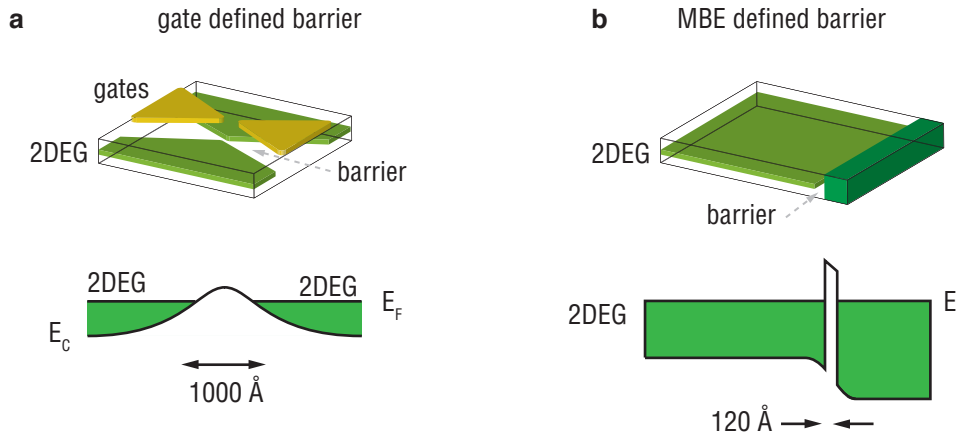 a
gate defined barrier
gates
2DEG
barrier
2DEG
2DEG
E_F
E_C
1000 Å
b
MBE defined barrier
2DEG
barrier
2DEG
E
120 Å